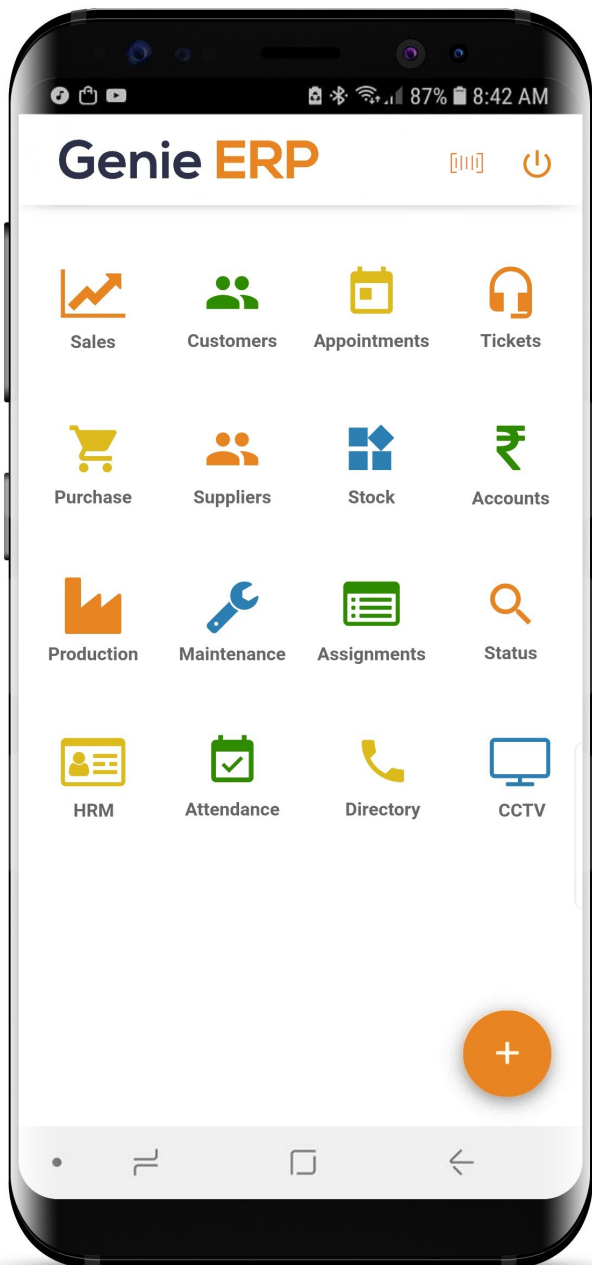 87% 8:42 AM
Genie ERP
Sales Customers Appointments Tickets
Purchase Suppliers Stock Accounts
Production Maintenance Assignments Status
HRM Attendance Directory CCTV